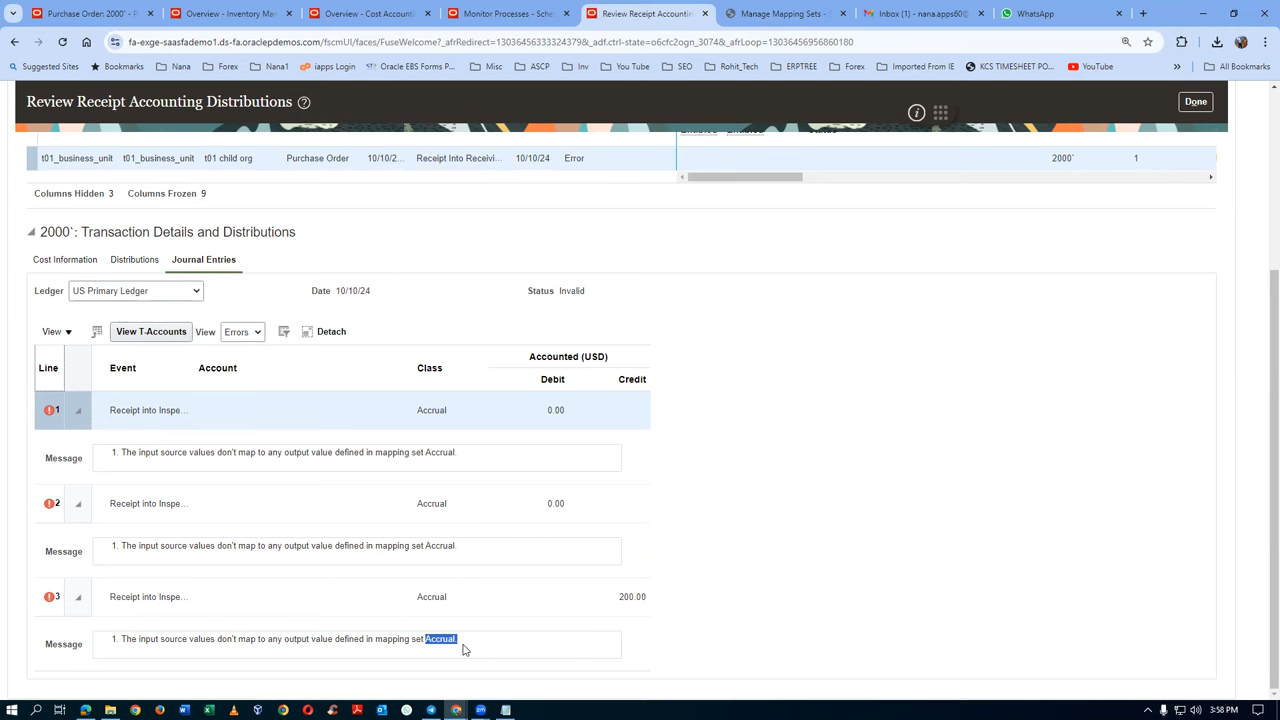 Purchase Order: 2000 - P
Overview - Inventory Man
Overview - Cost Accountin
Monitor Processes - Sche
Review Receipt Accountin
Manage Mapping Sets - S
Inbox (1) - nana.apps60@
WhatsApp
fa-exge-saasfademo1.ds-fa.oraclepdemos.com/fscmUI/faces/FuseWelcome?_afrRedirect=13036456333324379&_adf.ctrl-state=o6cfc2ogn_3074&_afrLoop=13036456956860180
Suggested Sites Bookmarks Nana Forex Nana1 iapps Login Oracle EBS Forms P... Misc ASCP Inv You Tube SEO Rohit_Tech ERPTREE Forex Imported From IE KCS TIMESHEET PO... YouTube » All Bookmarks
Review Receipt Accounting Distributions
Done
t01_business_unit t01_business_unit t01 child org Purchase Order 10/10/2... Receipt Into Receivi... 10/10/24 Error 2000` 1
Columns Hidden 3 Columns Frozen 9
2000`: Transaction Details and Distributions
Cost Information Distributions Journal Entries
Ledger US Primary Ledger Date 10/10/24 Status Invalid
View View T-Accounts View Errors Detach
Accounted (USD)
Line Event Account Class
Debit Credit
1 Receipt into Inspe... Accrual 0.00
Message 1. The input source values don't map to any output value defined in mapping set Accrual.
2 Receipt into Inspe... Accrual 0.00
Message 1. The input source values don't map to any output value defined in mapping set Accrual.
3 Receipt into Inspe... Accrual 200.00
Message 1. The input source values don't map to any output value defined in mapping set Accrual.
3:58 PM